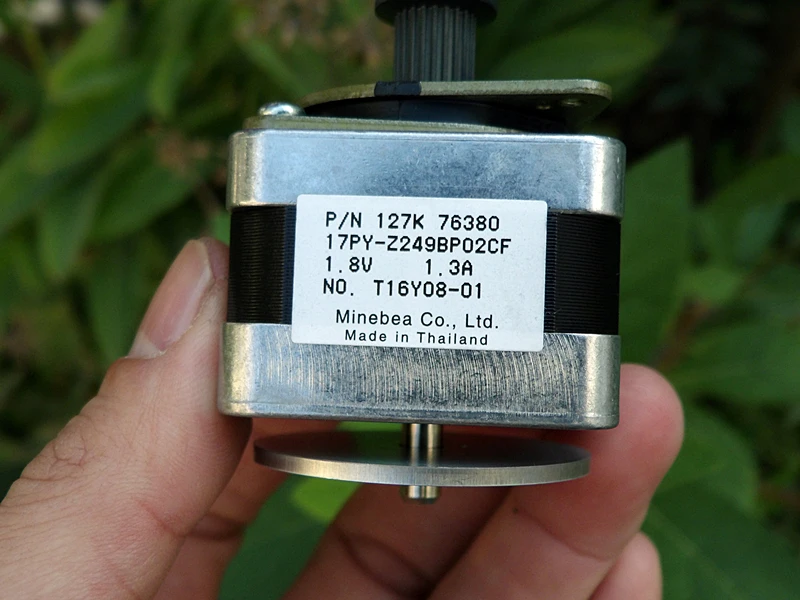 P/N 127K 76380
17PY-Z249BP02CF
1.8V 1.3A
NO. T16Y08-01
Minebea Co., Ltd.
Made in Thailand